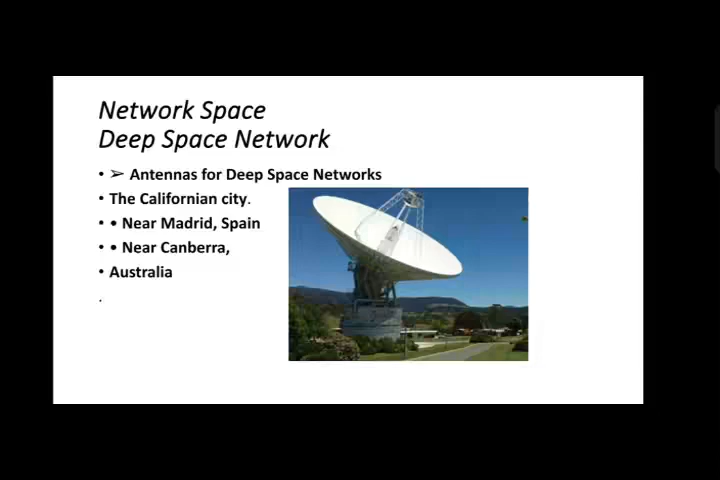 Network Space
Deep Space Network
• ➢ Antennas for Deep Space Networks
• The Californian city.
• • Near Madrid, Spain
• • Near Canberra,
• Australia
.